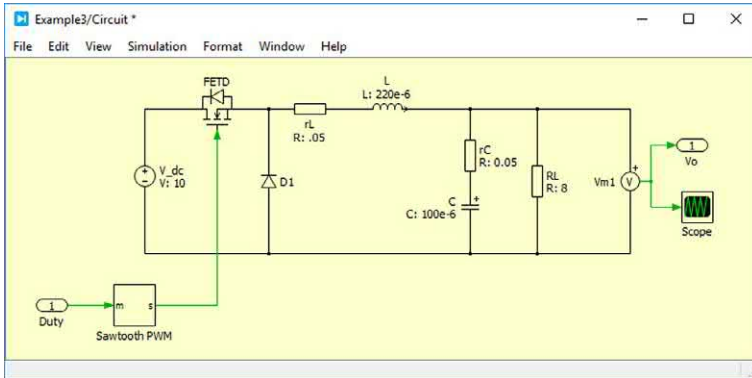 Example3/Circuit *
File Edit View Simulation Format Window Help
FETD
L
L: 220e-6
rL
R: .05
V_dc
V: 10
D1
rC
R: 0.05
C
C: 100e-6
RL
R: 8
Vm1
V
1
Vo
Scope
1
Duty
m s
Sawtooth PWM